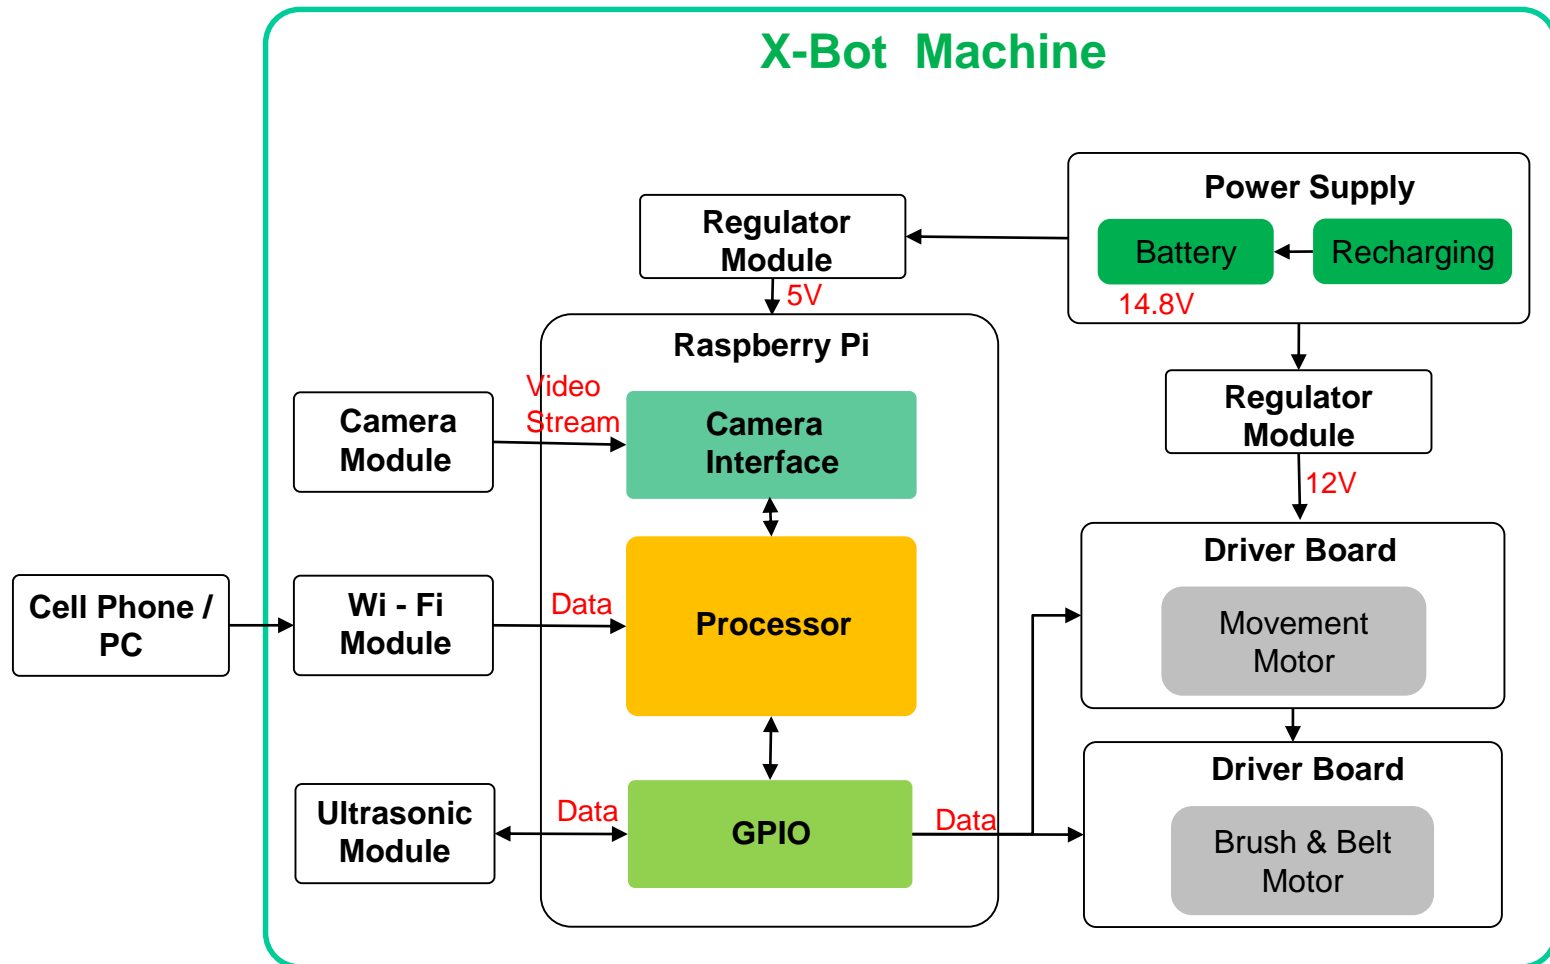 X-Bot Machine
Power Supply
Battery
Recharging
14.8V
Regulator
Module
5V
Raspberry Pi
Regulator
Module
12V
Video
Stream
Camera
Module
Camera
Interface
Cell Phone /
PC
Wi - Fi
Module
Data
Processor
Driver Board
Movement
Motor
Ultrasonic
Module
Data
GPIO
Data
Driver Board
Brush & Belt
Motor